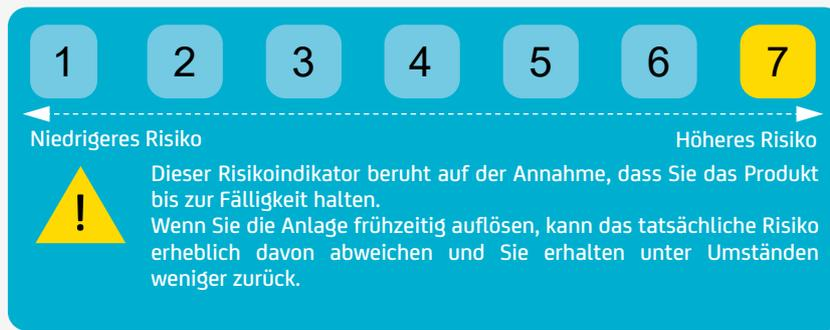 1 2 3 4 5 6 7
Niedrigeres Risiko Höheres Risiko
!
Dieser Risikoindikator beruht auf der Annahme, dass Sie das Produkt
bis zur Fälligkeit halten.
Wenn Sie die Anlage frühzeitig auflösen, kann das tatsächliche Risiko
erheblich davon abweichen und Sie erhalten unter Umständen
weniger zurück.